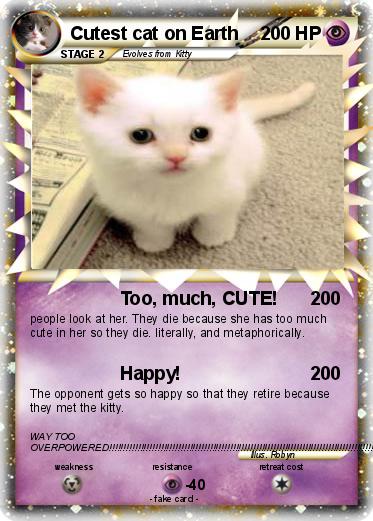 Cutest cat on Earth 200 HP
STAGE 2 Evolves from Kitty
Too, much, CUTE! 200
people look at her. They die because she has too much
cute in her so they die. literally, and metaphorically.
Happy! 200
The opponent gets so happy so that they retire because
they met the kitty.
WAY TOO
OVERPOWERED!!!!!!!!!!!!!!!!!!!!!!!!!!!!!!!!!!!!!!!!!!!!!!!!!!!!!!!!!!!!!!!!!!!!!!!!!!!!!!!!!!!!
Illus. Robyn
weakness resistance retreat cost
-40
- fake card -